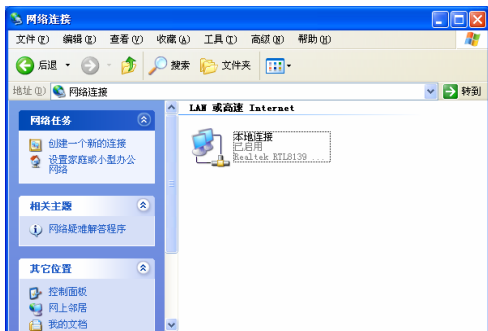 网络连接
文件(F) 编辑(E) 查看(V) 收藏(A) 工具(T) 高级(N) 帮助(H)
后退 搜索 文件夹
地址(D) 网络连接 转到
网络任务
创建一个新的连接
设置家庭或小型办公
网络
相关主题
网络疑难解答程序
其它位置
控制面板
网上邻居
我的文档
LAN 或高速 Internet
本地连接
已启用
Realtek RTL8139 ...